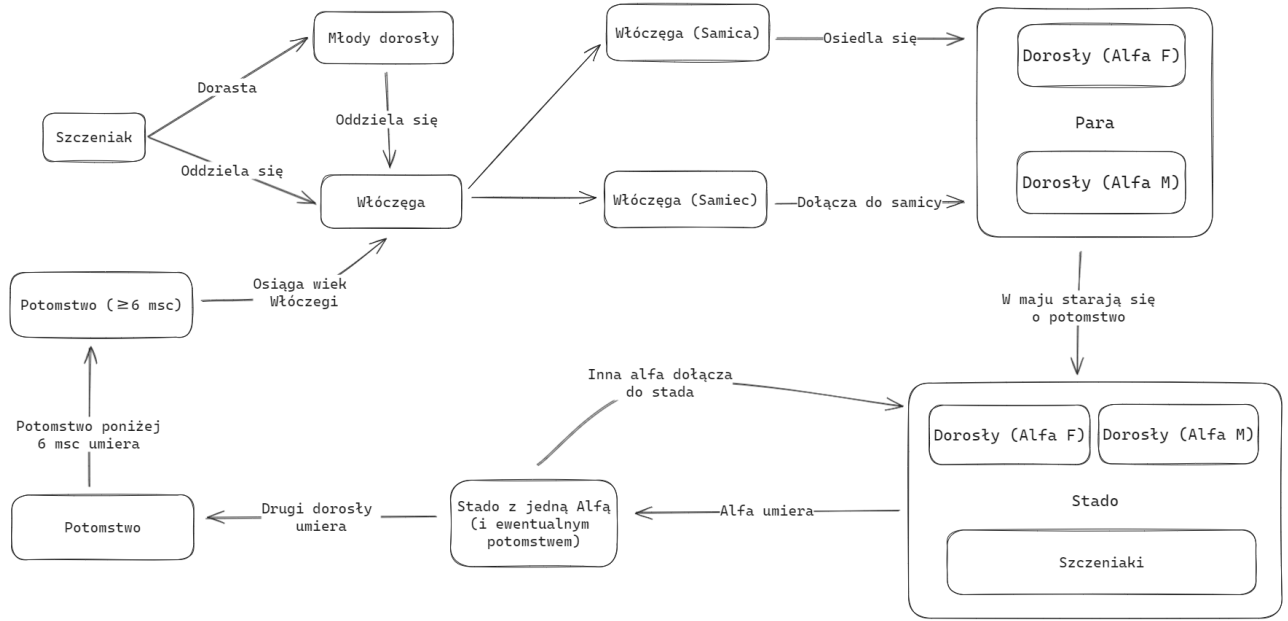 Młody dorosły
Włóczęga (Samica)
Osiedla się
Dorosły (Alfa F)
Dorasta
Oddziela się
Para
Szczeniak
Oddziela się
Włóczęga
Włóczęga (Samiec)
Dołącza do samicy
Dorosły (Alfa M)
Osiąga wiek
Włóczegi
Potomstwo (≥6 msc)
W maju starają się
o potomstwo
Inna alfa dołącza
do stada
Potomstwo poniżej
6 msc umiera
Dorosły (Alfa F)
Dorosły (Alfa M)
Stado
Szczeniaki
Alfa umiera
Stado z jedną Alfą
(i ewentualnym
potomstwem)
Drugi dorosły
umiera
Potomstwo